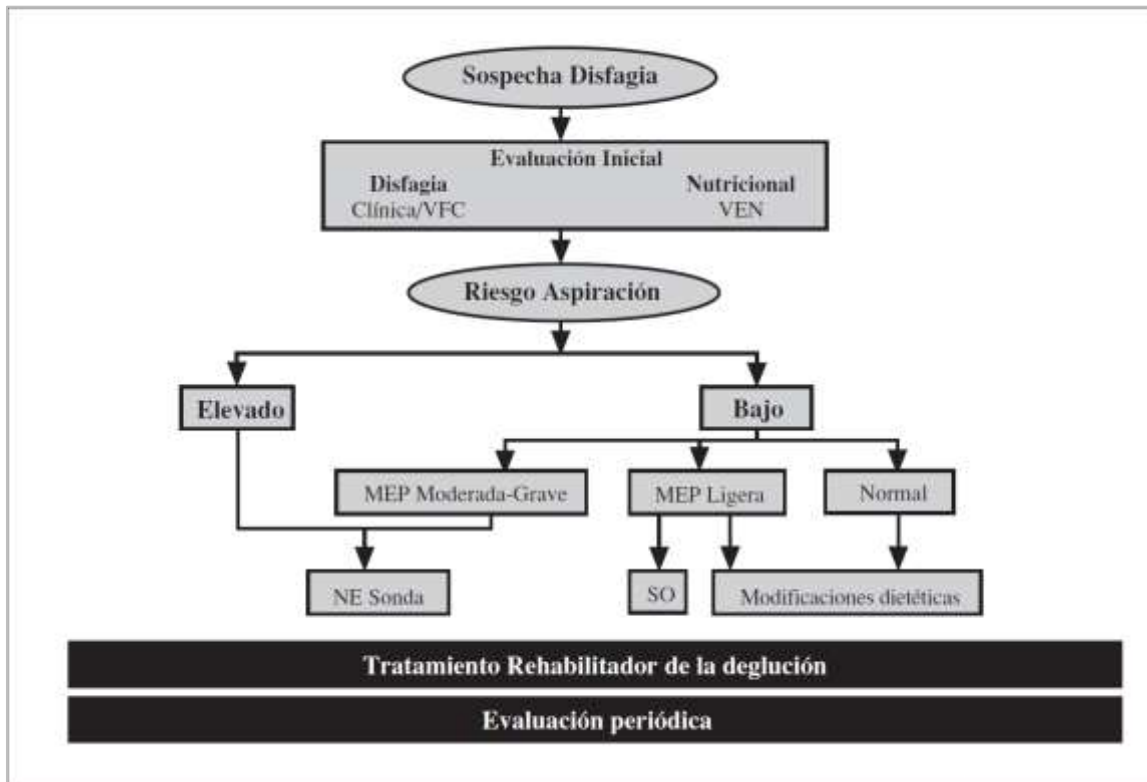 Sospecha Disfagia
Evaluación Inicial
Disfagia
Clínica/VFC
Nutricional
VEN
Riesgo Aspiración
Elevado
Bajo
MEP Moderada-Grave
MEP Ligera
Normal
NE Sonda
SO
Modificaciones dietéticas
Tratamiento Rehabilitador de la deglución
Evaluación periódica